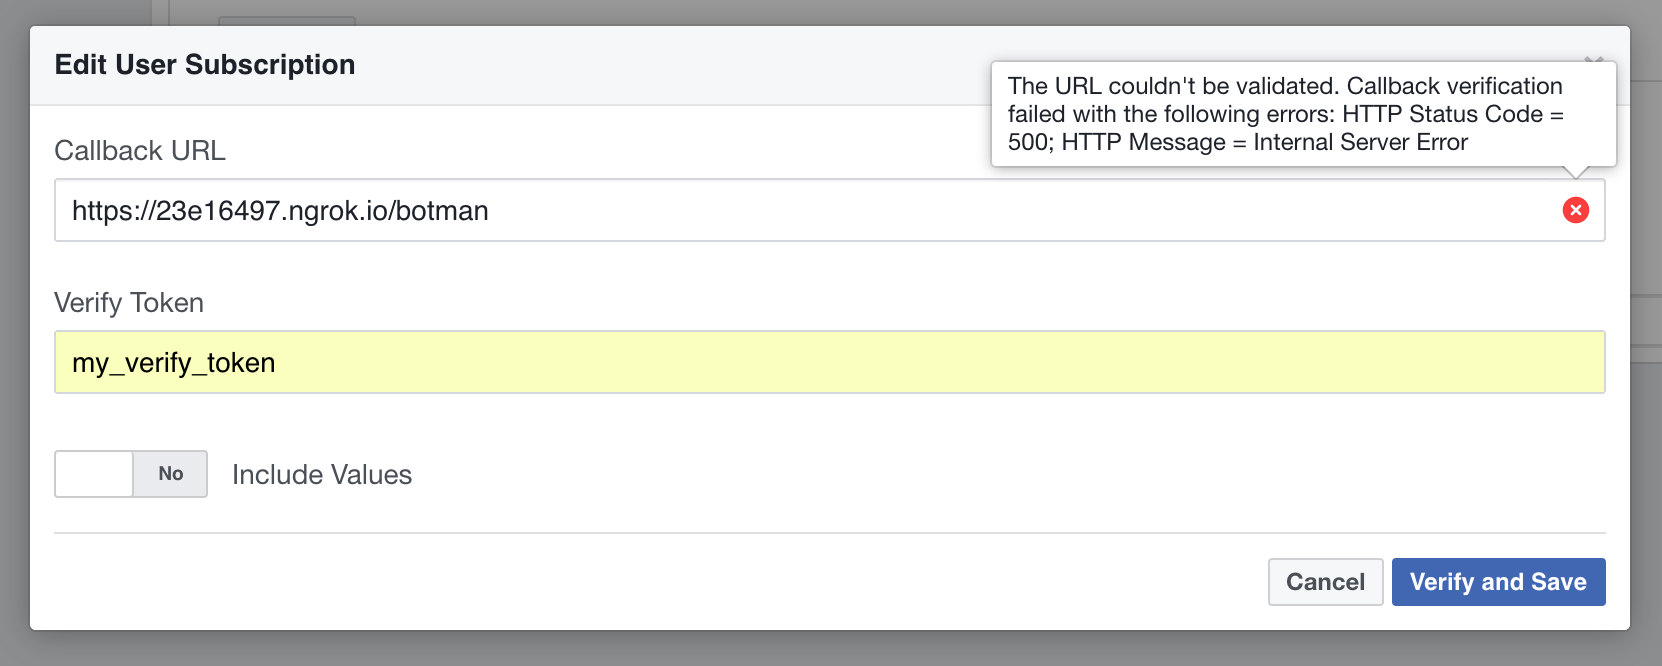 Edit User Subscription
The URL couldn't be validated. Callback verification
failed with the following errors: HTTP Status Code =
500; HTTP Message = Internal Server Error
Callback URL
https://23e16497.ngrok.io/botman
Verify Token
my_verify_token
No Include Values
Cancel Verify and Save